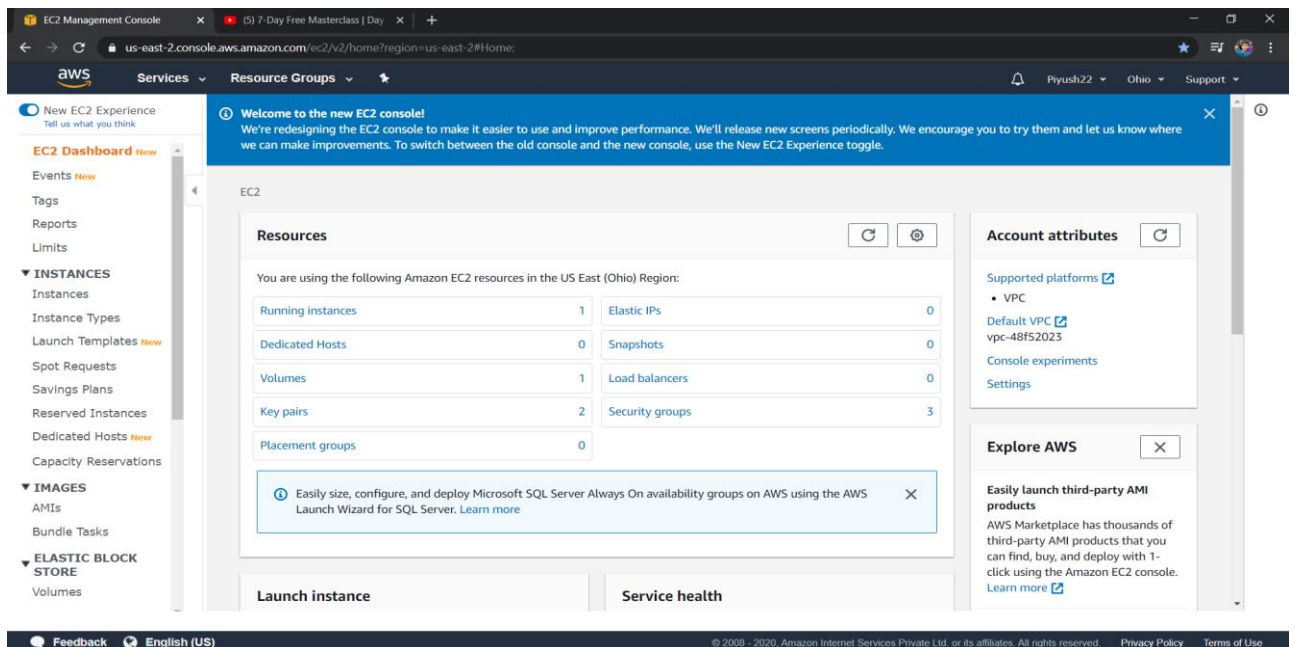 EC2 Management Console
(5) 7-Day Free Masterclass | Day
us-east-2.console.aws.amazon.com/ec2/v2/home?region=us-east-2#Home:
aws
Services
Resource Groups
Piyush22
Ohio
Support
New EC2 Experience
Tell us what you think
EC2 Dashboard New
Events New
Tags
Reports
Limits
INSTANCES
Instances
Instance Types
Launch Templates New
Spot Requests
Savings Plans
Reserved Instances
Dedicated Hosts New
Capacity Reservations
IMAGES
AMIs
Bundle Tasks
ELASTIC BLOCK
STORE
Volumes
Welcome to the new EC2 console!
We're redesigning the EC2 console to make it easier to use and improve performance. We'll release new screens periodically. We encourage you to try them and let us know where
we can make improvements. To switch between the old console and the new console, use the New EC2 Experience toggle.
EC2
Resources
You are using the following Amazon EC2 resources in the US East (Ohio) Region:
Running instances 1
Elastic IPs 0
Dedicated Hosts 0
Snapshots 0
Volumes 1
Load balancers 0
Key pairs 2
Security groups 3
Placement groups 0
Easily size, configure, and deploy Microsoft SQL Server Always On availability groups on AWS using the AWS
Launch Wizard for SQL Server. Learn more
Launch instance
Service health
Account attributes
Supported platforms
• VPC
Default VPC
vpc-48f52023
Console experiments
Settings
Explore AWS
Easily launch third-party AMI
products
AWS Marketplace has thousands of
third-party AMI products that you
can find, buy, and deploy with 1-
click using the Amazon EC2 console.
Learn more
Feedback
English (US)
© 2008 - 2020, Amazon Internet Services Private Ltd. or its affiliates. All rights reserved.
Privacy Policy
Terms of Use